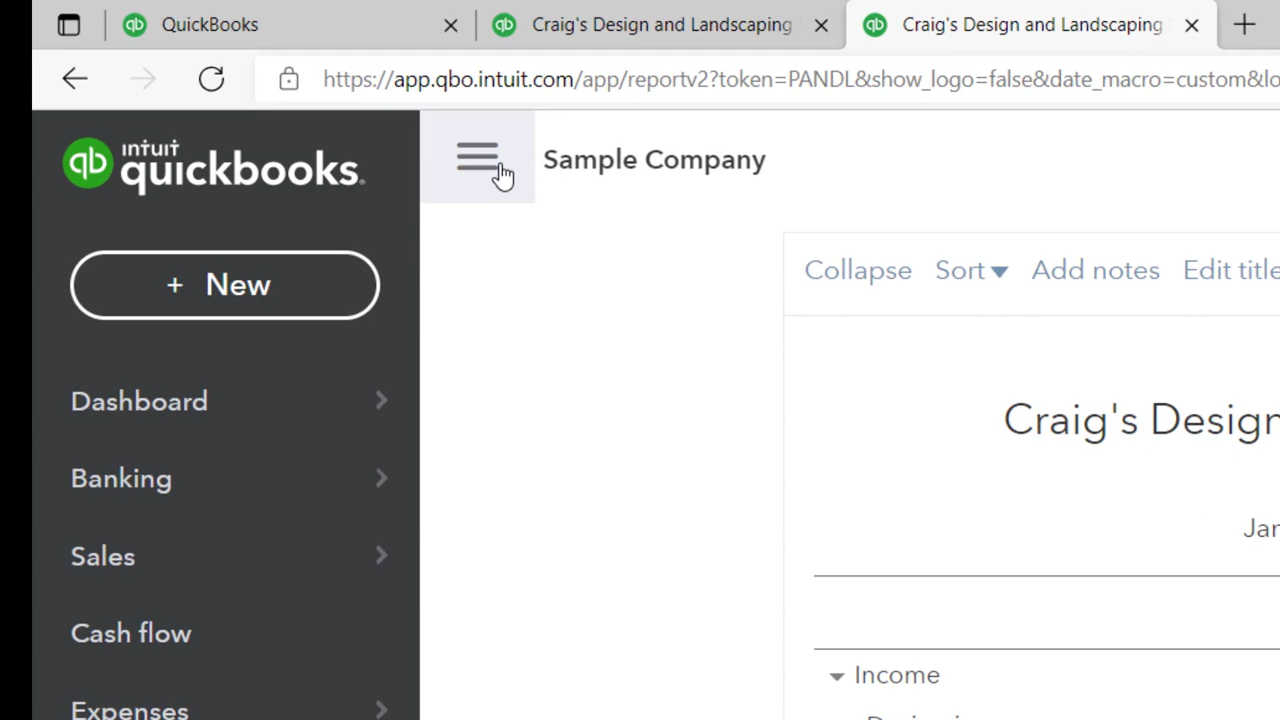 QuickBooks
Craig's Design and Landscaping
Craig's Design and Landscaping
https://app.qbo.intuit.com/app/reportv2?token=PANDL&show_logo=false&date_macro=custom&lo
qb intuit quickbooks.
Sample Company
+ New
Collapse Sort Add notes Edit title
Craig's Design
Dashboard
Banking
Jan
Sales
Cash flow
Income
Expenses